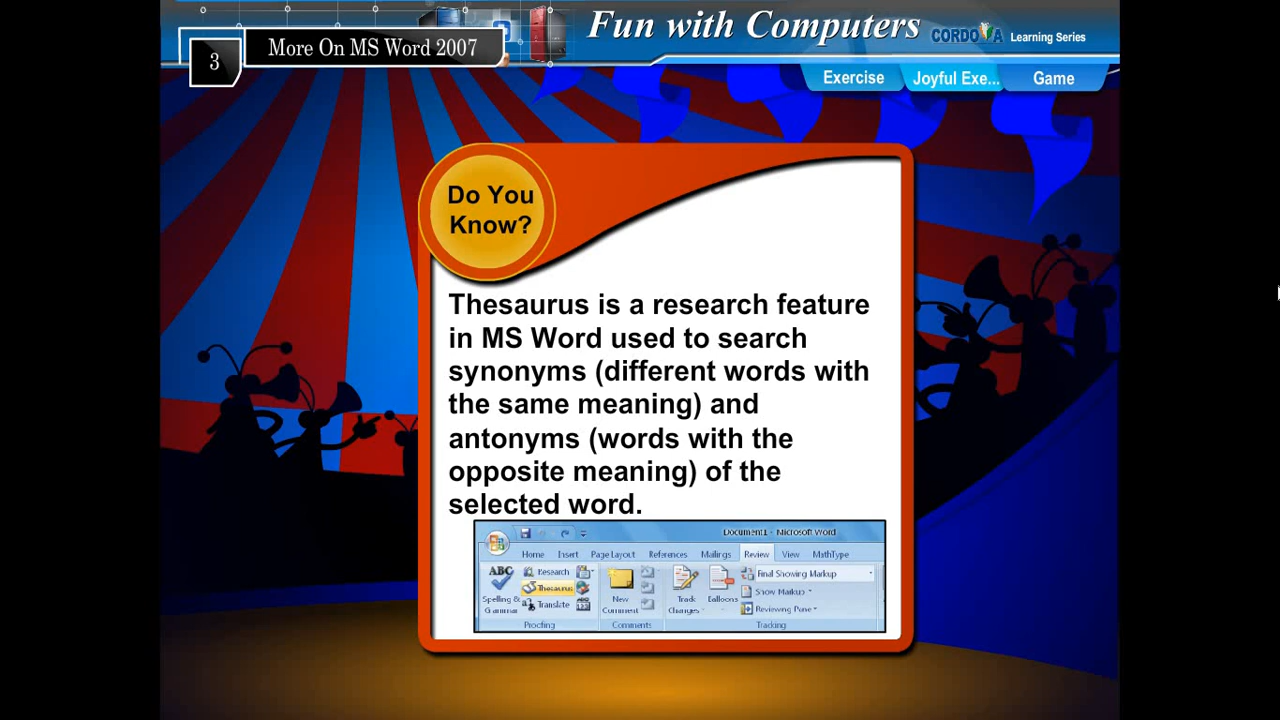 Fun with Computers
CORDOVA Learning Series
3
More On MS Word 2007
Exercise
Joyful Exe...
Game
Do You
Know?
Thesaurus is a research feature
in MS Word used to search
synonyms (different words with
the same meaning) and
antonyms (words with the
opposite meaning) of the
selected word.
Document1 - Microsoft Word
Home Insert Page Layout References Mailings Review View MathType
ABC
Spelling &
Grammar
Research
Thesaurus
Translate
New
Comment
Track
Changes
Balloons
Final Showing Markup
Show Markup
Reviewing Pane
Proofing Comments Tracking